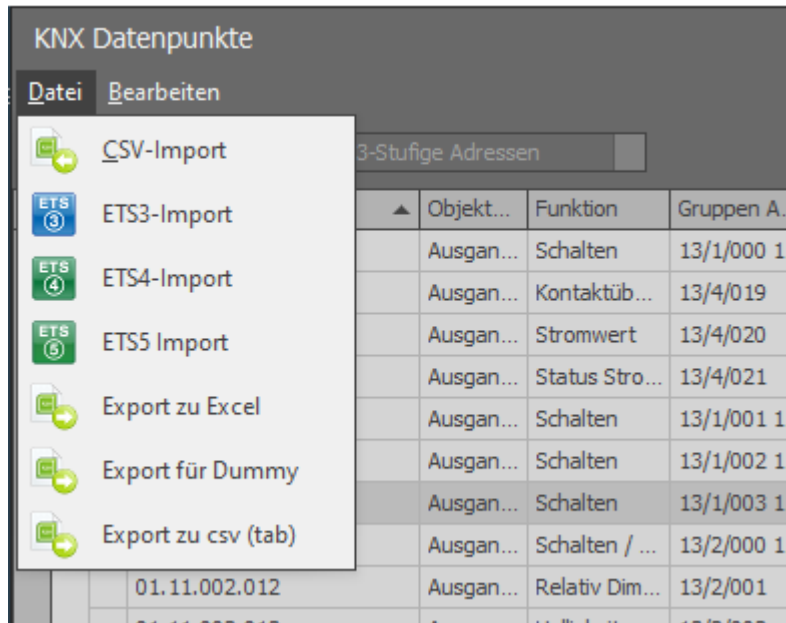 KNX Datenpunkte
Datei Bearbeiten
CSV-Import
3-Stufige Adressen
ETS 3 ETS3-Import
Objekt... Funktion Gruppen A.
Ausgan... Schalten 13/1/000 1
ETS 4 ETS4-Import
Ausgan... Kontaktüb... 13/4/019
ETS 5 ETS5 Import
Ausgan... Stromwert 13/4/020
Ausgan... Status Stro... 13/4/021
Export zu Excel
Ausgan... Schalten 13/1/001 1
Export für Dummy
Ausgan... Schalten 13/1/002 1
Ausgan... Schalten 13/1/003 1
Export zu csv (tab)
Ausgan... Schalten / ... 13/2/000 1
01.11.002.012 Ausgan... Relativ Dim... 13/2/001